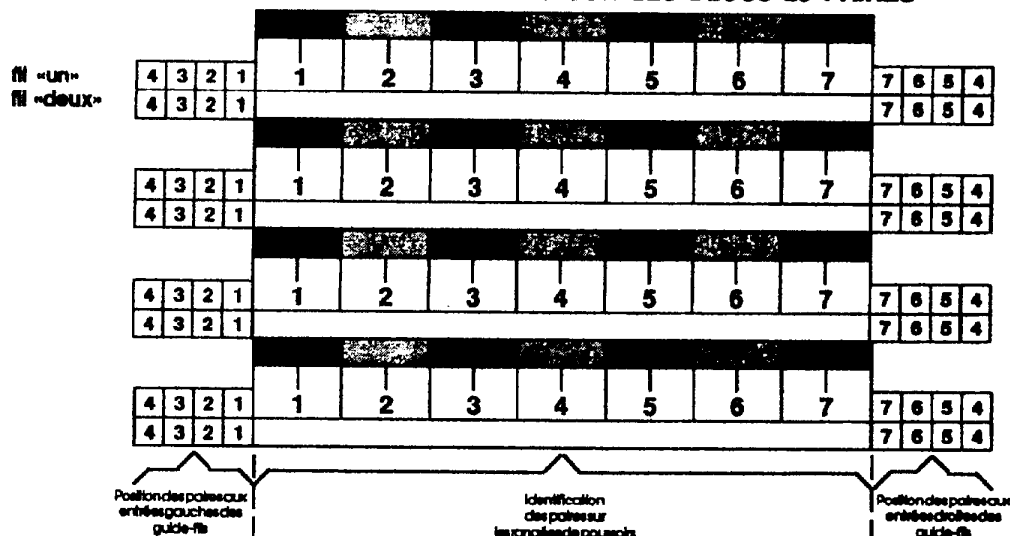 1 2 3 4 5 6 7
fil «un» 4 3 2 1 7 6 5 4
fil «deux» 4 3 2 1 7 6 5 4
1 2 3 4 5 6 7
4 3 2 1 7 6 5 4
4 3 2 1 7 6 5 4
1 2 3 4 5 6 7
4 3 2 1 7 6 5 4
4 3 2 1 7 6 5 4
1 2 3 4 5 6 7
4 3 2 1 7 6 5 4
4 3 2 1 7 6 5 4
Position des paires aux
entrées gauches des
guide-fils
Identification
des paires sur
les rangées de poussoirs
Position des paires aux
entrées droites des
guide-fils